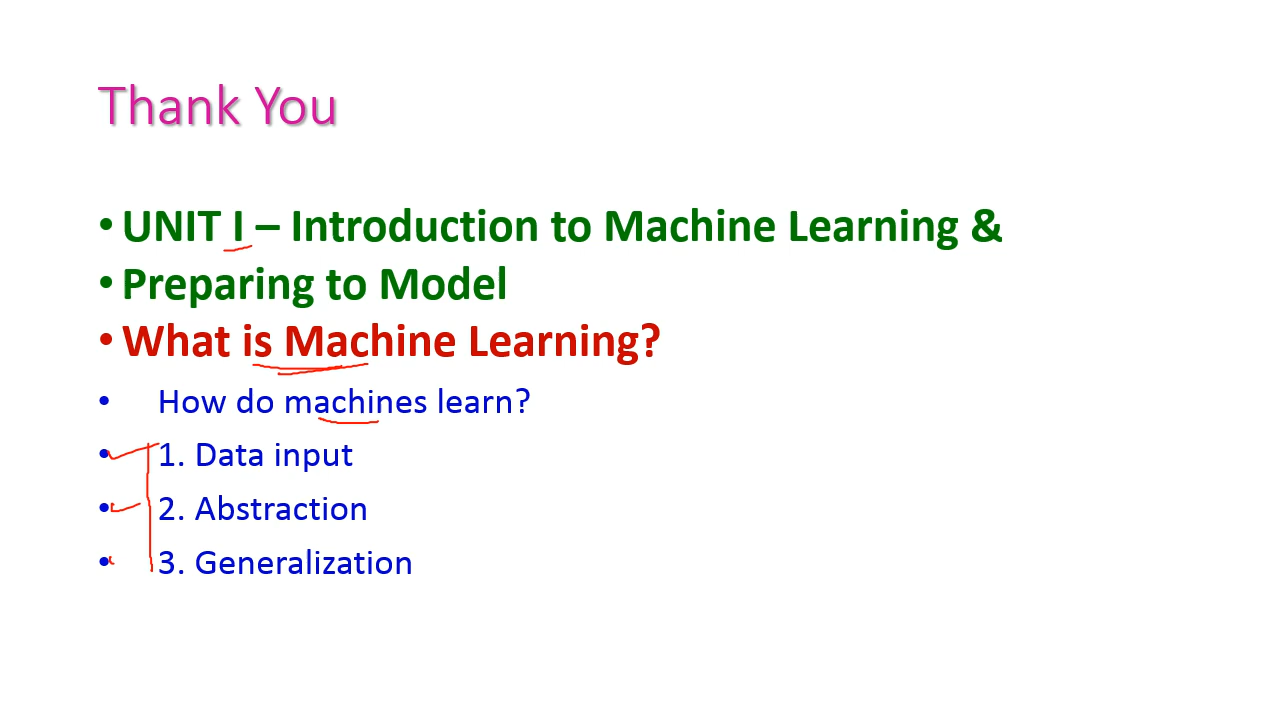 Thank You
• UNIT I – Introduction to Machine Learning &
• Preparing to Model
• What is Machine Learning?
• How do machines learn?
• 1. Data input
• 2. Abstraction
• 3. Generalization